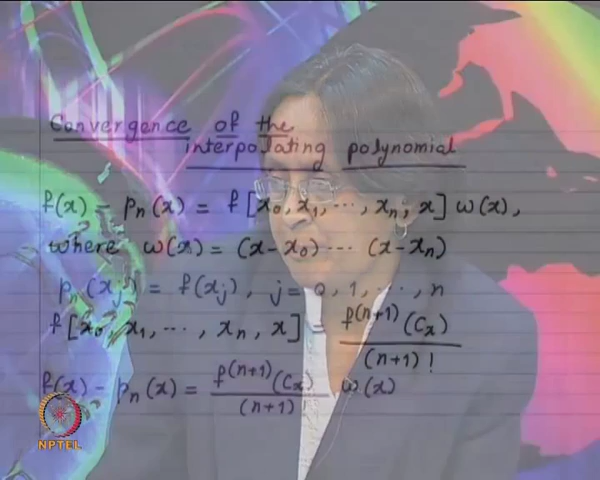 Convergence of the
interpolating polynomial
f(x) - pₙ(x) = f[x₀, x₁, ⋯, xₙ, x] ω(x),
where ω(x) = (x-x₀) ⋯ (x-xₙ)
pₙ(xⱼ) = f(xⱼ), j = 0, 1, ⋯, n
f[x₀, x₁, ⋯, xₙ, x] = f⁽ⁿ⁺¹⁾(Cₓ) / (n+1)!
f(x) - pₙ(x) = f⁽ⁿ⁺¹⁾(Cₓ) / (n+1)! ω(x)
NPTEL